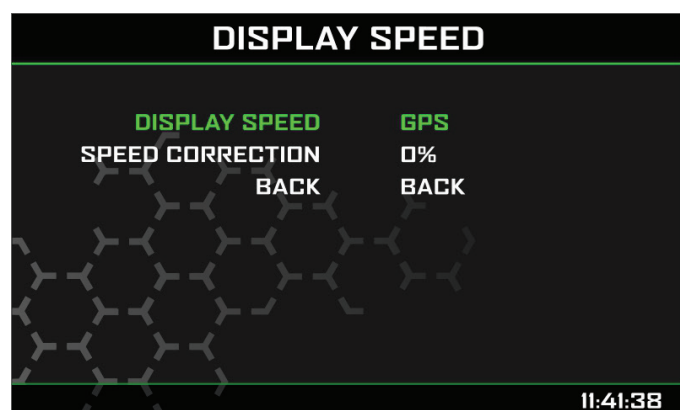 DISPLAY SPEED
DISPLAY SPEED GPS
SPEED CORRECTION 0%
BACK BACK
11:41:38